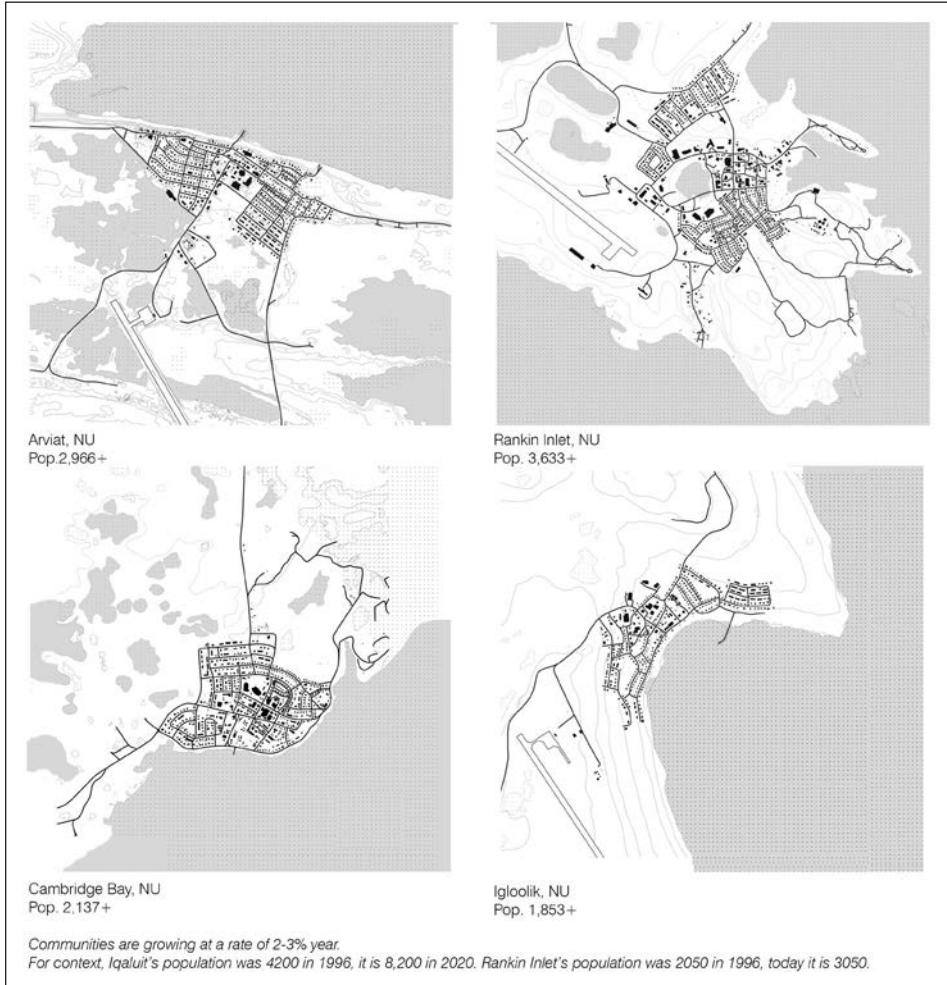 Arviat, NU
Pop.2,966+
Rankin Inlet, NU
Pop. 3,633+
Cambridge Bay, NU
Pop. 2,137+
Igloolik, NU
Pop. 1,853+
Communities are growing at a rate of 2-3% year.
For context, Iqaluit's population was 4200 in 1996, it is 8,200 in 2020. Rankin Inlet's population was 2050 in 1996, today it is 3050.